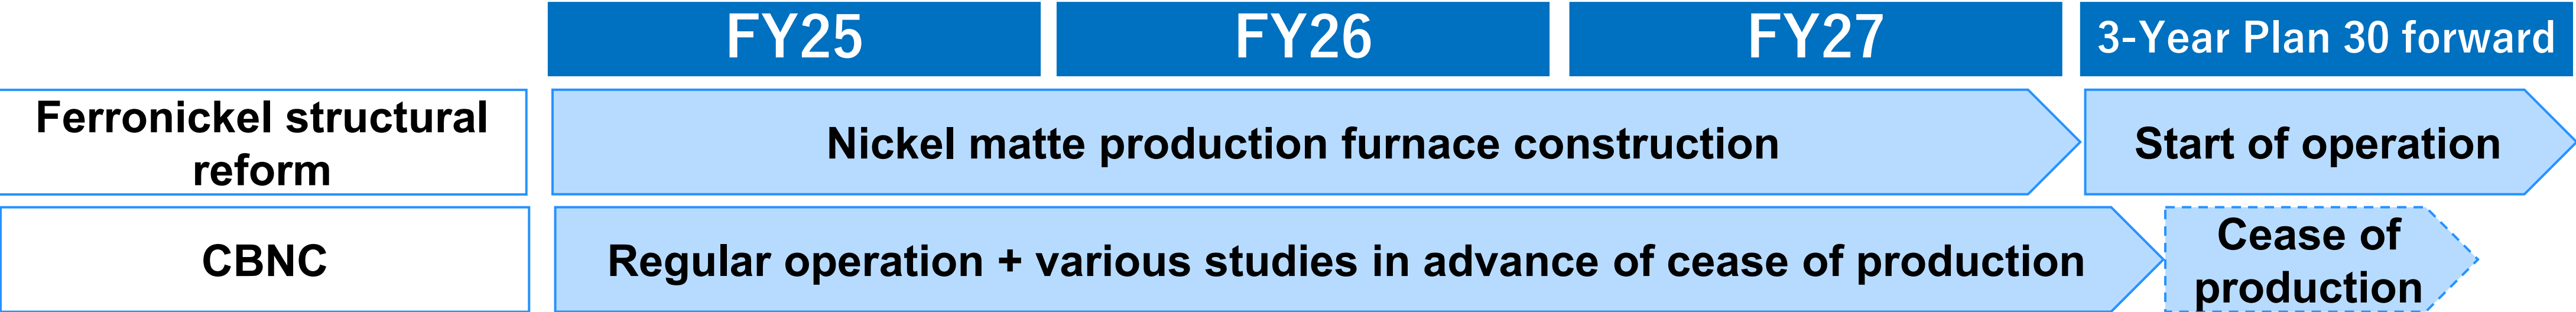 FY25
FY26
FY27
3-Year Plan 30 forward
Ferronickel structural
reform
Nickel matte production furnace construction
Start of operation
CBNC
Regular operation + various studies in advance of cease of production
Cease of
production